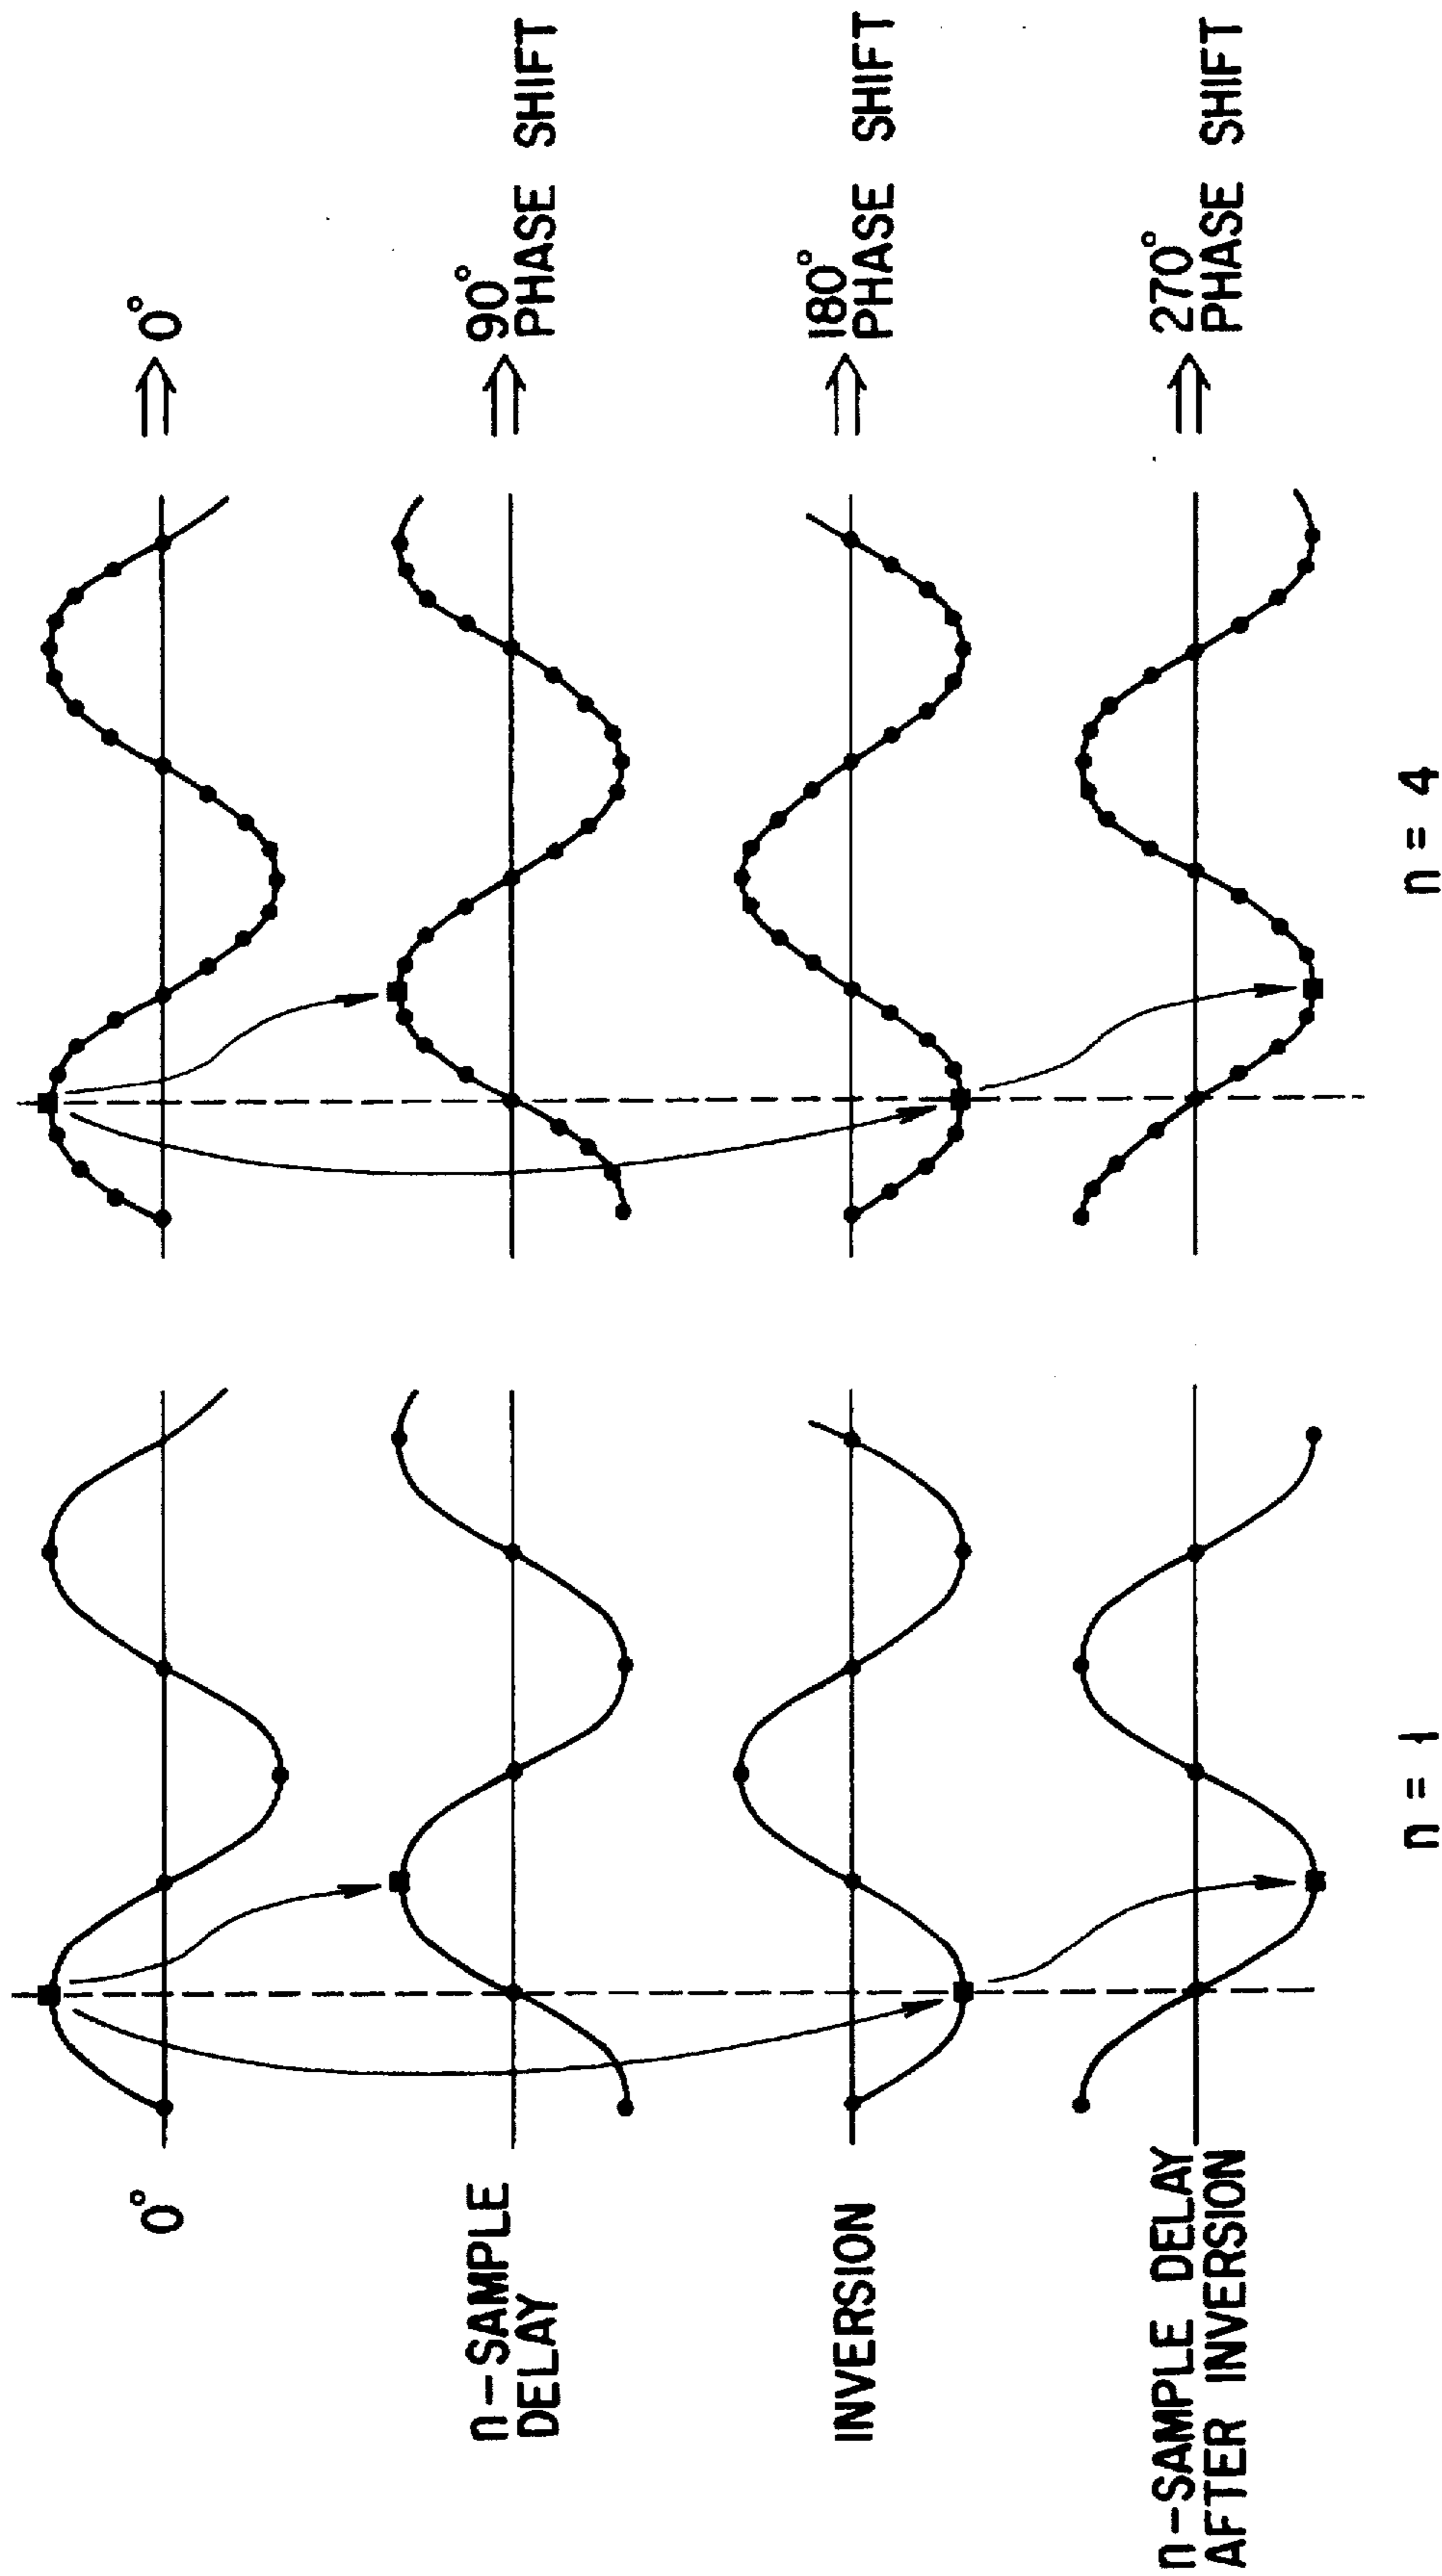 0°
n-SAMPLE
DELAY
INVERSION
n-SAMPLE DELAY
AFTER INVERSION
0°
90°
PHASE SHIFT
180°
PHASE SHIFT
270°
PHASE SHIFT
n = 1
n = 4